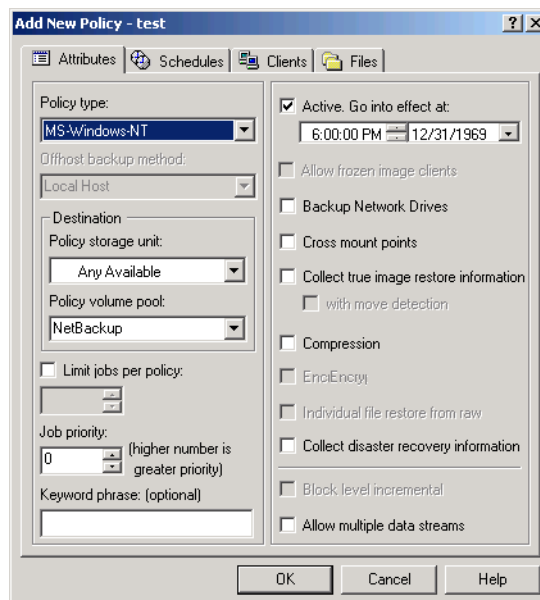 Add New Policy - test
Attributes
Schedules
Clients
Files
Policy type:
MS-Windows-NT
Offhost backup method:
Local Host
Destination
Policy storage unit:
Any Available
Policy volume pool:
NetBackup
Limit jobs per policy:
Job priority:
0
(higher number is
greater priority)
Keyword phrase: (optional)
Active. Go into effect at:
6:00:00 PM
12/31/1969
Allow frozen image clients
Backup Network Drives
Cross mount points
Collect true image restore information
with move detection
Compression
Individual file restore from raw
Collect disaster recovery information
Block level incremental
Allow multiple data streams
OK
Cancel
Help